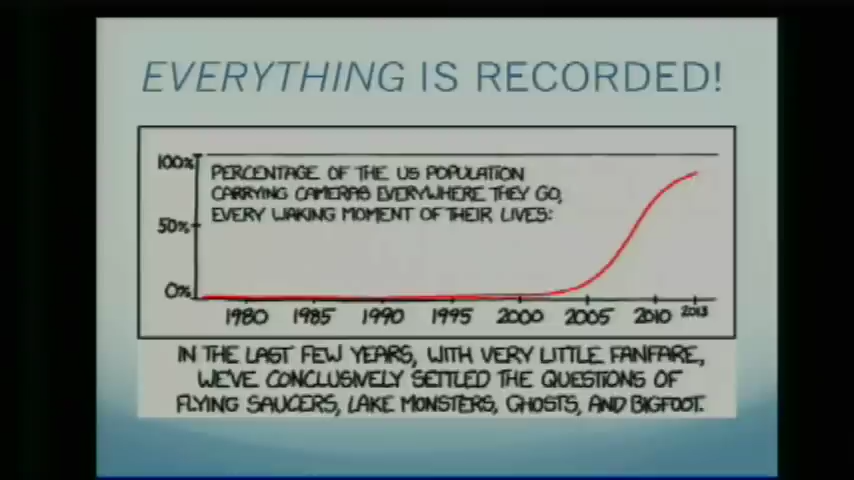 EVERYTHING IS RECORDED!
100%
PERCENTAGE OF THE US POPULATION
CARRYING CAMERAS EVERYWHERE THEY GO,
EVERY WAKING MOMENT OF THEIR LIVES:
50%
0%
1980 1985 1990 1995 2000 2005 2010 2013
IN THE LAST FEW YEARS, WITH VERY LITTLE FANFARE,
WE'VE CONCLUSIVELY SETTLED THE QUESTIONS OF
FLYING SAUCERS, LAKE MONSTERS, GHOSTS, AND BIGFOOT.